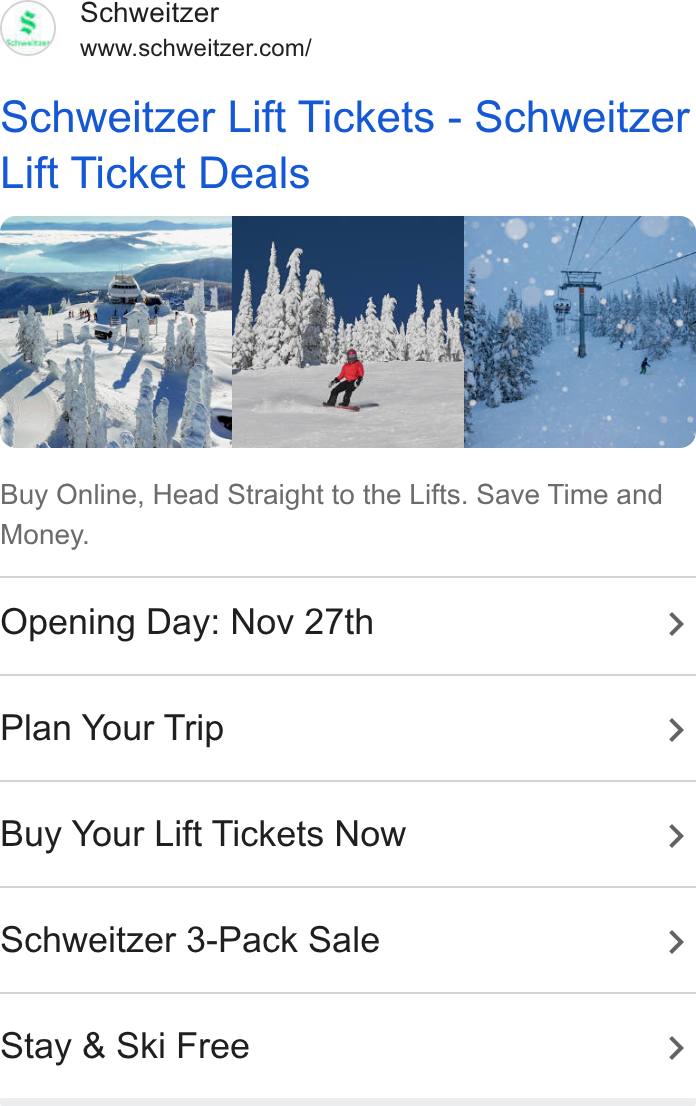 Schweitzer
Schweitzer
www.schweitzer.com/
Schweitzer Lift Tickets - Schweitzer
Lift Ticket Deals
Buy Online, Head Straight to the Lifts. Save Time and
Money.
Opening Day: Nov 27th
Plan Your Trip
Buy Your Lift Tickets Now
Schweitzer 3-Pack Sale
Stay & Ski Free